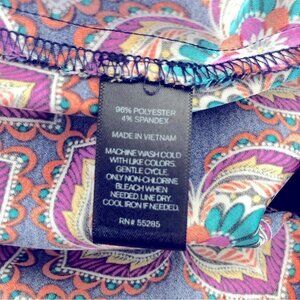 96% POLYESTER
4% SPANDEX
MADE IN VIETNAM
MACHINE WASH COLD
WITH LIKE COLORS.
GENTLE CYCLE.
ONLY NON-CHLORINE
BLEACH WHEN
NEEDED. LINE DRY.
COOL IRON IF NEEDED.
RN# 55285